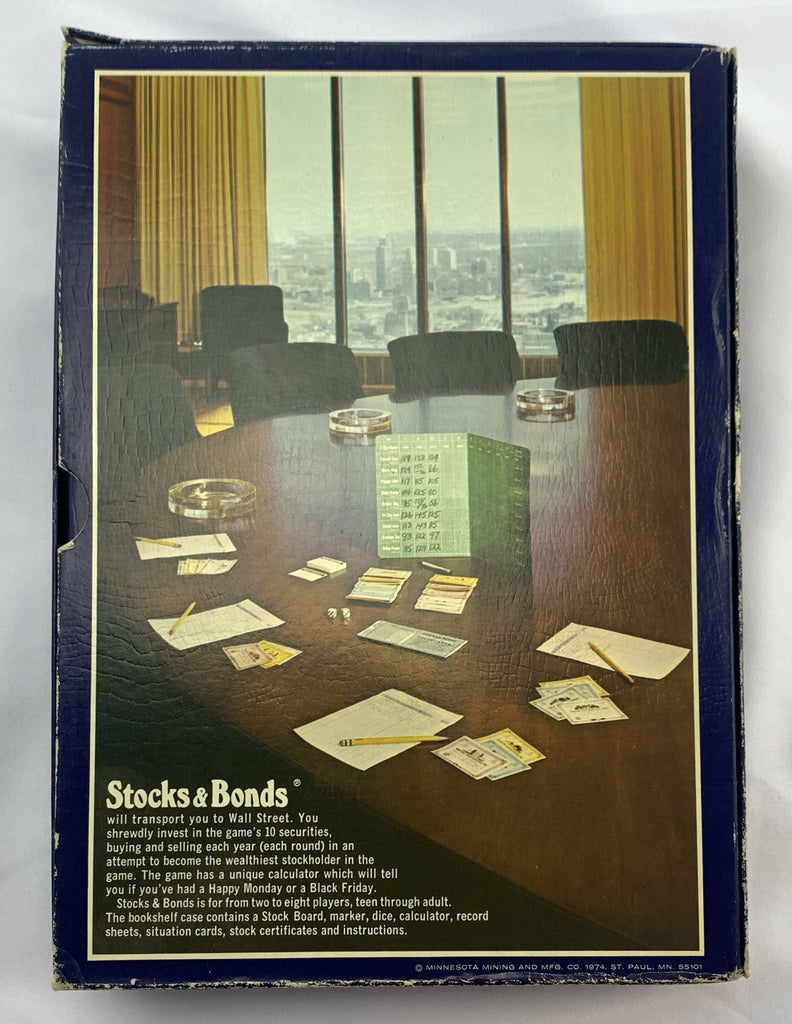 Stocks & Bonds ®
will transport you to Wall Street. You
shrewdly invest in the game's 10 securities,
buying and selling each year (each round) in an
attempt to become the wealthiest stockholder in the
game. The game has a unique calculator which will tell
you if you've had a Happy Monday or a Black Friday.
Stocks & Bonds is for from two to eight players, teen through adult.
The bookshelf case contains a Stock Board, marker, dice, calculator, record
sheets, situation cards, stock certificates and instructions.
© MINNESOTA MINING AND MFG. CO. 1974, ST. PAUL, MN. 55101